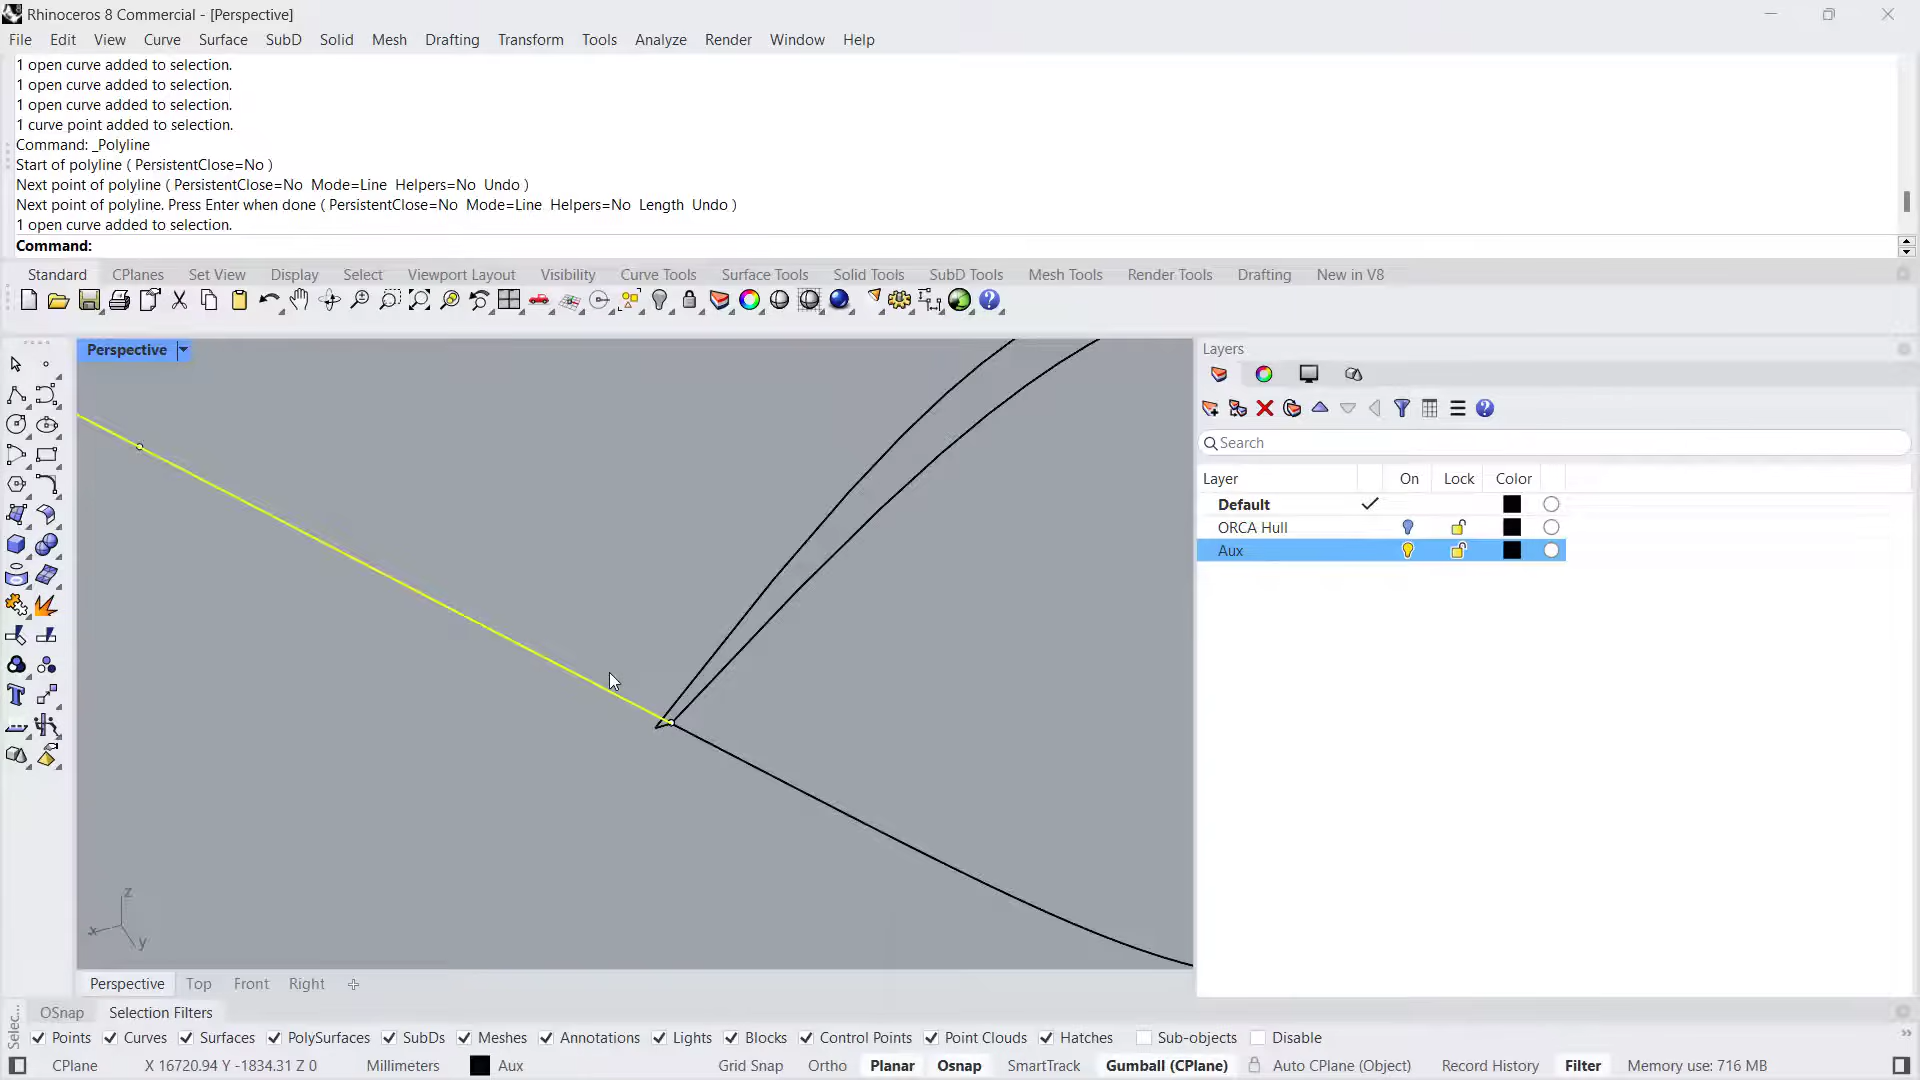 Rhinoceros 8 Commercial - [Perspective]
File Edit View Curve Surface SubD Solid Mesh Drafting Transform Tools Analyze Render Window Help
1 open curve added to selection.
1 open curve added to selection.
1 open curve added to selection.
1 curve point added to selection.
Command: _Polyline
Start of polyline ( PersistentClose=No )
Next point of polyline ( PersistentClose=No Mode=Line Helpers=No Undo )
Next point of polyline. Press Enter when done ( PersistentClose=No Mode=Line Helpers=No Length Undo )
1 open curve added to selection.
Command:
Standard CPlanes Set View Display Select Viewport Layout Visibility Curve Tools Surface Tools Solid Tools SubD Tools Mesh Tools Render Tools Drafting New in V8
Perspective
Layers
Search
Layer On Lock Color
Default
ORCA Hull
Aux
z
x
y
Perspective Top Front Right
Selec...
OSnap Selection Filters
Points Curves Surfaces PolySurfaces SubDs Meshes Annotations Lights Blocks Control Points Point Clouds Hatches Sub-objects Disable
CPlane X 16720.94 Y -1834.31 Z 0 Millimeters Aux Grid Snap Ortho Planar Osnap SmartTrack Gumball (CPlane) Auto CPlane (Object) Record History Filter Memory use: 716 MB